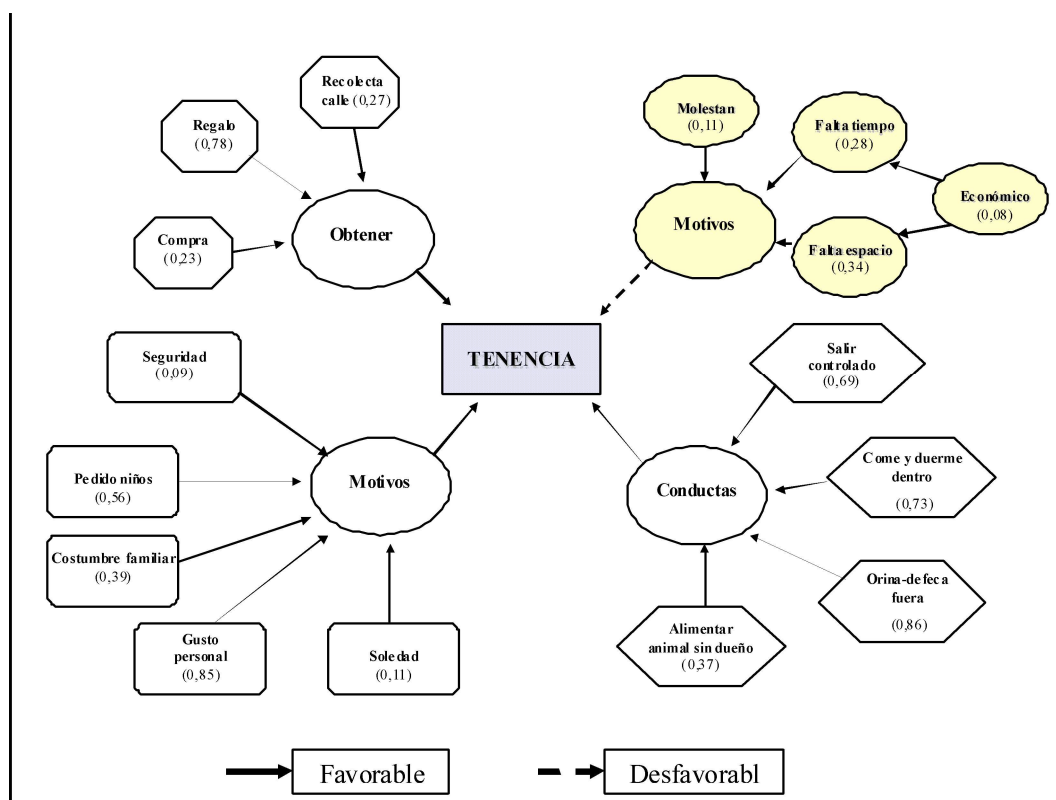 Recolecta
calle (0,27)
Regalo
(0,78)
Compra
(0,23)
Obtener
Molestan
(0,11)
Falta tiempo
(0,28)
Económico
(0,08)
Motivos
Falta espacio
(0,34)
TENENCIA
Seguridad
(0,09)
Pedido niños
(0,56)
Costumbre familiar
(0,39)
Gusto
personal
(0,85)
Soledad
(0,11)
Motivos
Salir
controlado
(0,69)
Come y duerme
dentro
(0,73)
Conductas
Orina-defeca
fuera
(0,86)
Alimentar
animal sin dueño
(0,37)
Favorable
Desfavorabl